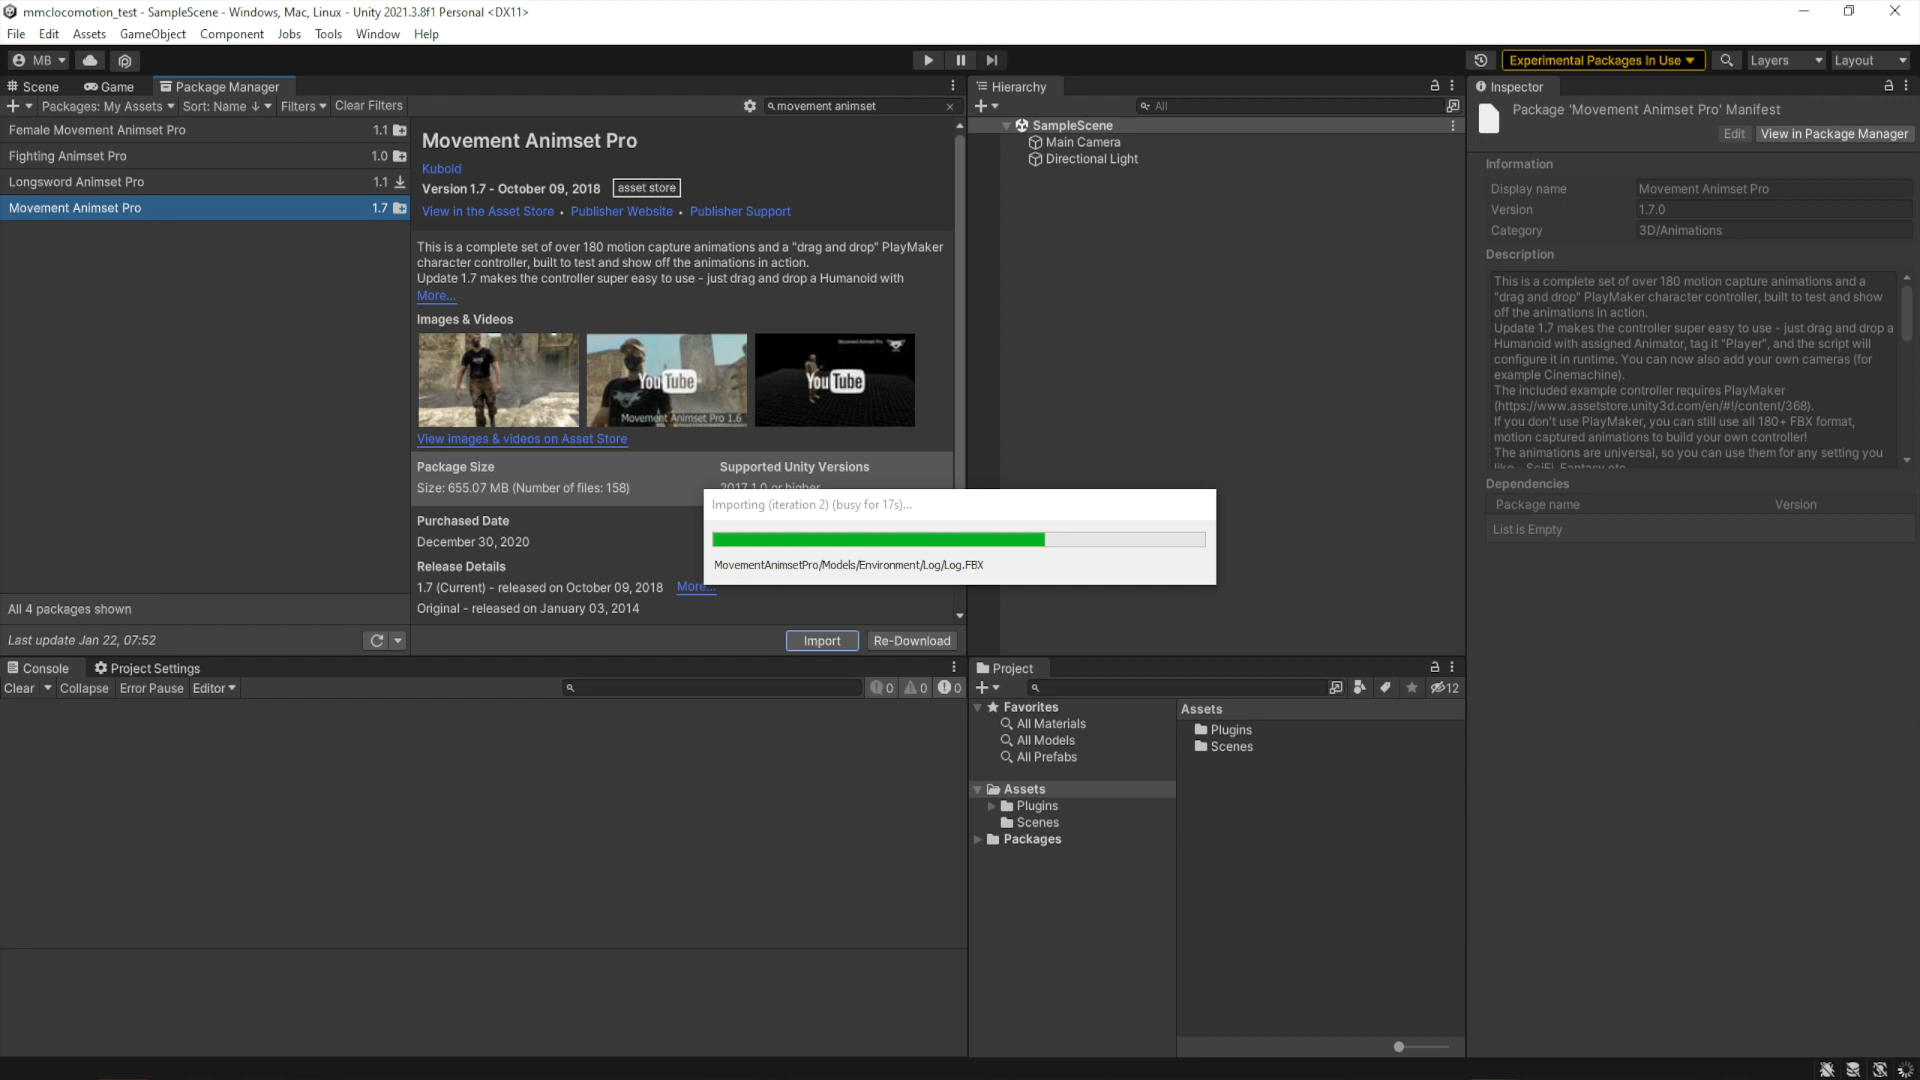 mmclocomotion_test - SampleScene - Windows, Mac, Linux - Unity 2021.3.8f1 Personal <DX11>
File Edit Assets GameObject Component Jobs Tools Window Help
MB
Experimental Packages In Use
Layers
Layout
Scene
Game
Package Manager
Packages: My Assets
Sort: Name ↓
Filters
Clear Filters
movement animset
Female Movement Animset Pro 1.1
Fighting Animset Pro 1.0
Longsword Animset Pro 1.1
Movement Animset Pro 1.7
All 4 packages shown
Last update Jan 22, 07:52
Movement Animset Pro
Kubold
Version 1.7 - October 09, 2018 asset store
View in the Asset Store • Publisher Website • Publisher Support
This is a complete set of over 180 motion capture animations and a "drag and drop" PlayMaker
character controller, built to test and show off the animations in action.
Update 1.7 makes the controller super easy to use - just drag and drop a Humanoid with
More...
Images & Videos
YouTube
Movement Animset Pro 1.6
Movement Animset Pro
YouTube
View images & videos on Asset Store
Package Size
Size: 655.07 MB (Number of files: 158)
Supported Unity Versions
2017.1.0 or higher
Purchased Date
December 30, 2020
Release Details
1.7 (Current) - released on October 09, 2018 More...
Original - released on January 03, 2014
Import
Re-Download
Importing (iteration 2) (busy for 17s)...
MovementAnimsetPro/Models/Environment/Log/Log.FBX
Hierarchy
All
SampleScene
Main Camera
Directional Light
Inspector
Package 'Movement Animset Pro' Manifest
Edit
View in Package Manager
Information
Display name Movement Animset Pro
Version 1.7.0
Category 3D/Animations
Description
This is a complete set of over 180 motion capture animations and a
"drag and drop" PlayMaker character controller, built to test and show
off the animations in action.
Update 1.7 makes the controller super easy to use - just drag and drop a
Humanoid with assigned Animator, tag it "Player", and the script will
configure it in runtime. You can now also add your own cameras (for
example Cinemachine).
The included example controller requires PlayMaker
(https://www.assetstore.unity3d.com/en/#!/content/368).
If you don't use PlayMaker, you can still use all 180+ FBX format,
motion captured animations to build your own controller!
The animations are universal, so you can use them for any setting you
like - SciFi, Fantasy etc.
Dependencies
Package name Version
List is Empty
Console
Project Settings
Clear
Collapse
Error Pause
Editor
0
0
0
Project
12
Favorites
All Materials
All Models
All Prefabs
Assets
Plugins
Scenes
Packages
Assets
Plugins
Scenes